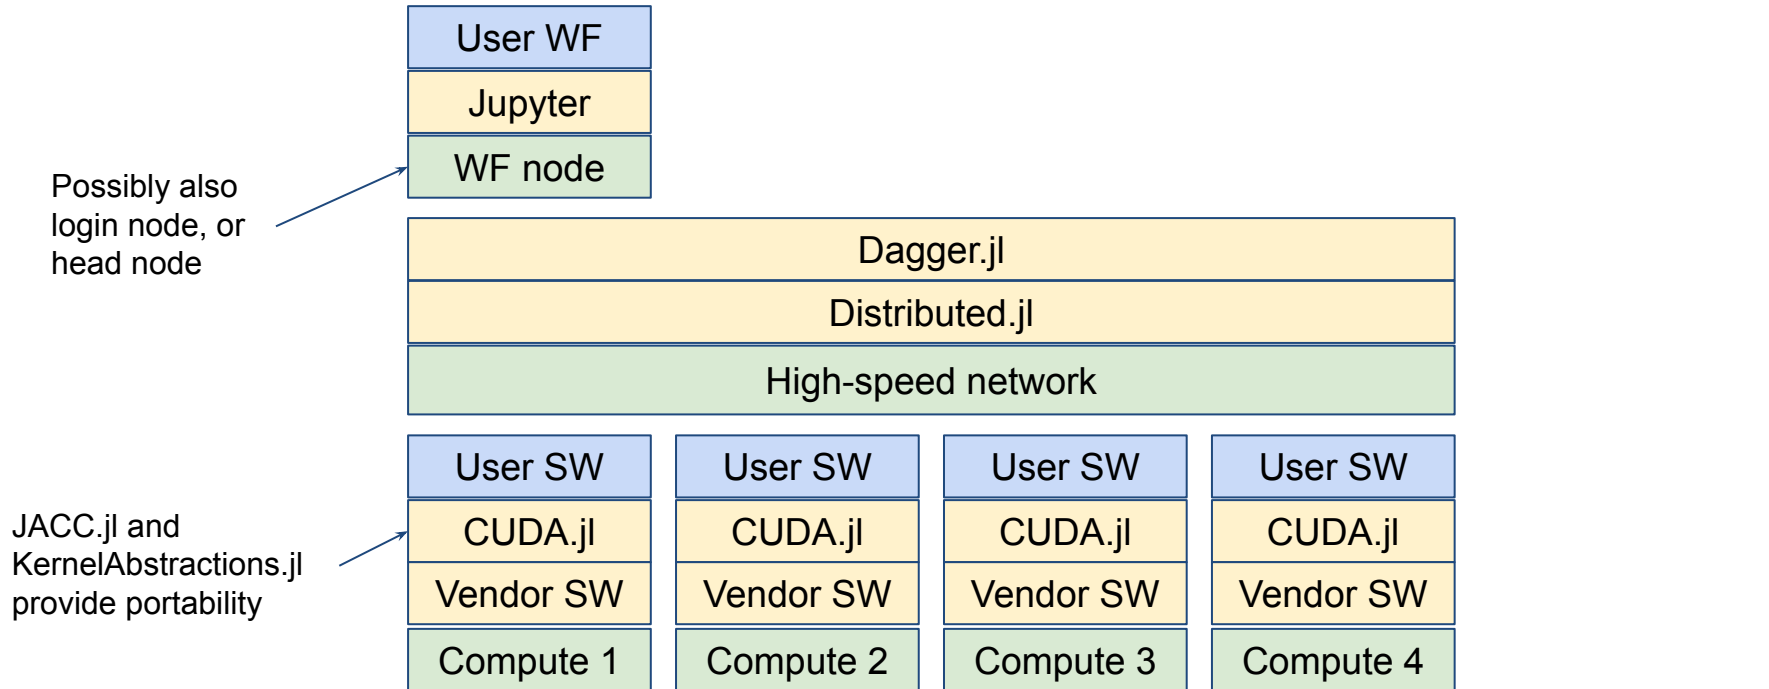 User WF
Jupyter
WF node
Possibly also
login node, or
head node
Dagger.jl
Distributed.jl
High-speed network
User SW
User SW
User SW
User SW
JACC.jl and
KernelAbstractions.jl
provide portability
CUDA.jl
CUDA.jl
CUDA.jl
CUDA.jl
Vendor SW
Vendor SW
Vendor SW
Vendor SW
Compute 1
Compute 2
Compute 3
Compute 4